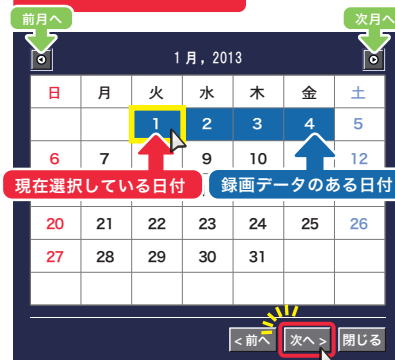 前月へ 次月へ
1 月, 2013
日 月 火 水 木 金 土
1 2 3 4 5
6 7 9 10 12
現在選択している日付 録画データのある日付
20 21 22 23 24 25 26
27 28 29 30 31
<前へ 次へ> 閉じる